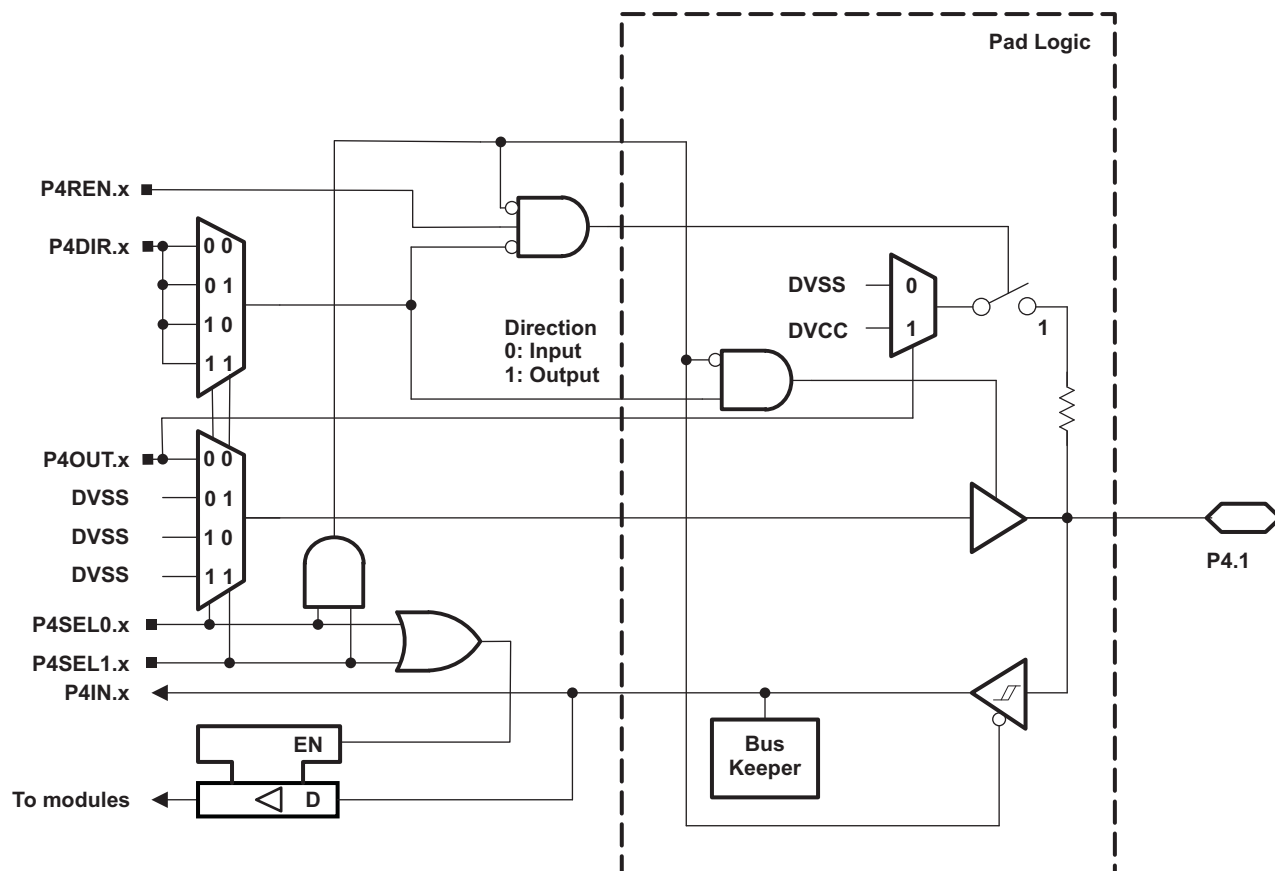 Pad Logic
P4REN.x
P4DIR.x
0 0
0 1
1 0
1 1
Direction
0: Input
1: Output
DVSS
0
DVCC
1
1
P4OUT.x
0 0
DVSS
0 1
DVSS
1 0
DVSS
1 1
P4.1
P4SEL0.x
P4SEL1.x
P4IN.x
EN
Bus
Keeper
To modules
D